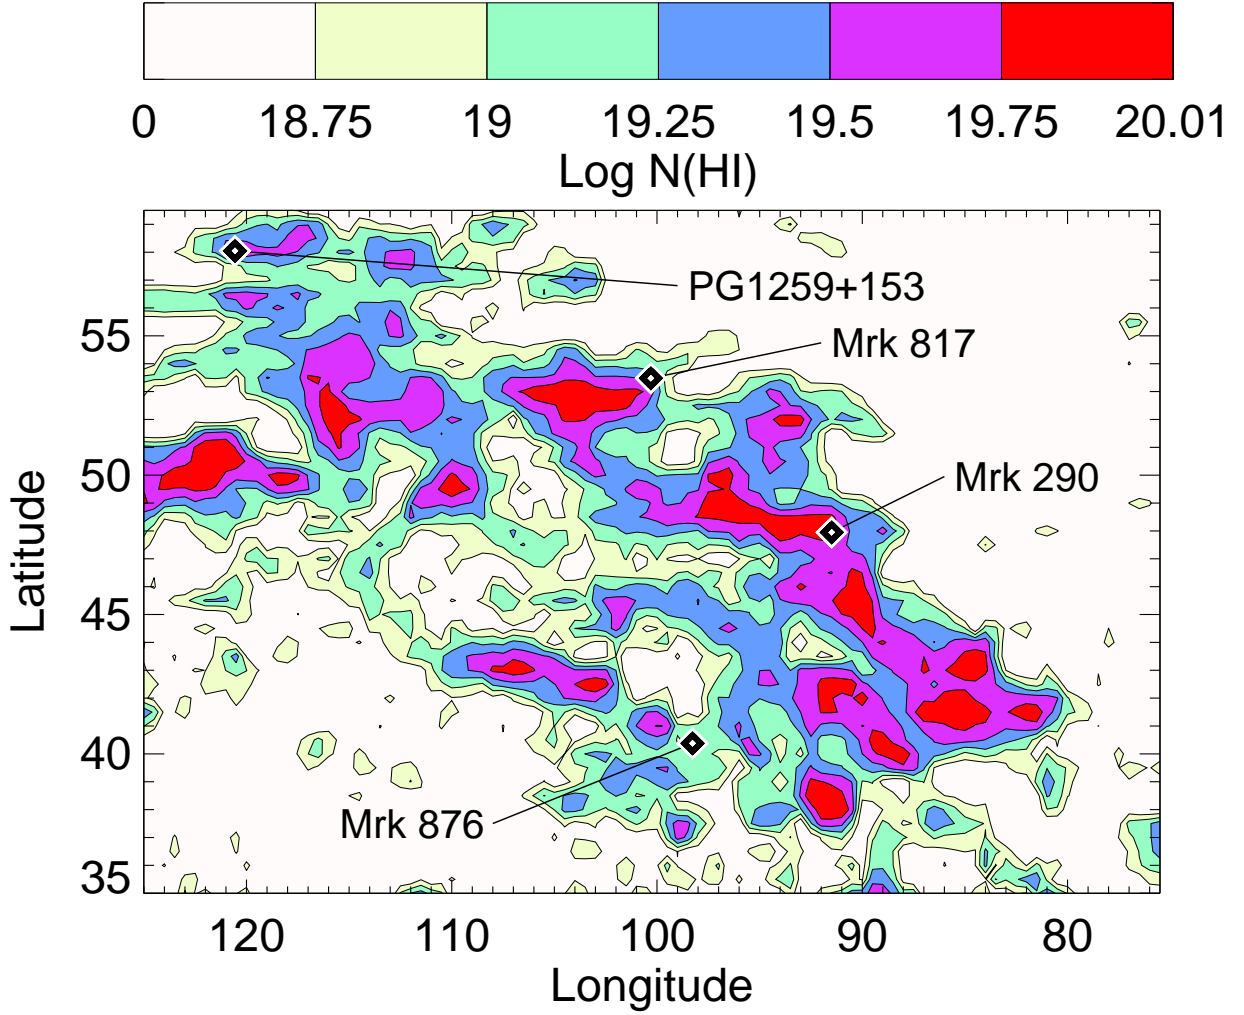 0 18.75 19 19.25 19.5 19.75 20.01
Log N(HI)
PG1259+153
Mrk 817
Mrk 290
Mrk 876
55
50
45
40
35
Latitude
120 110 100 90 80
Longitude